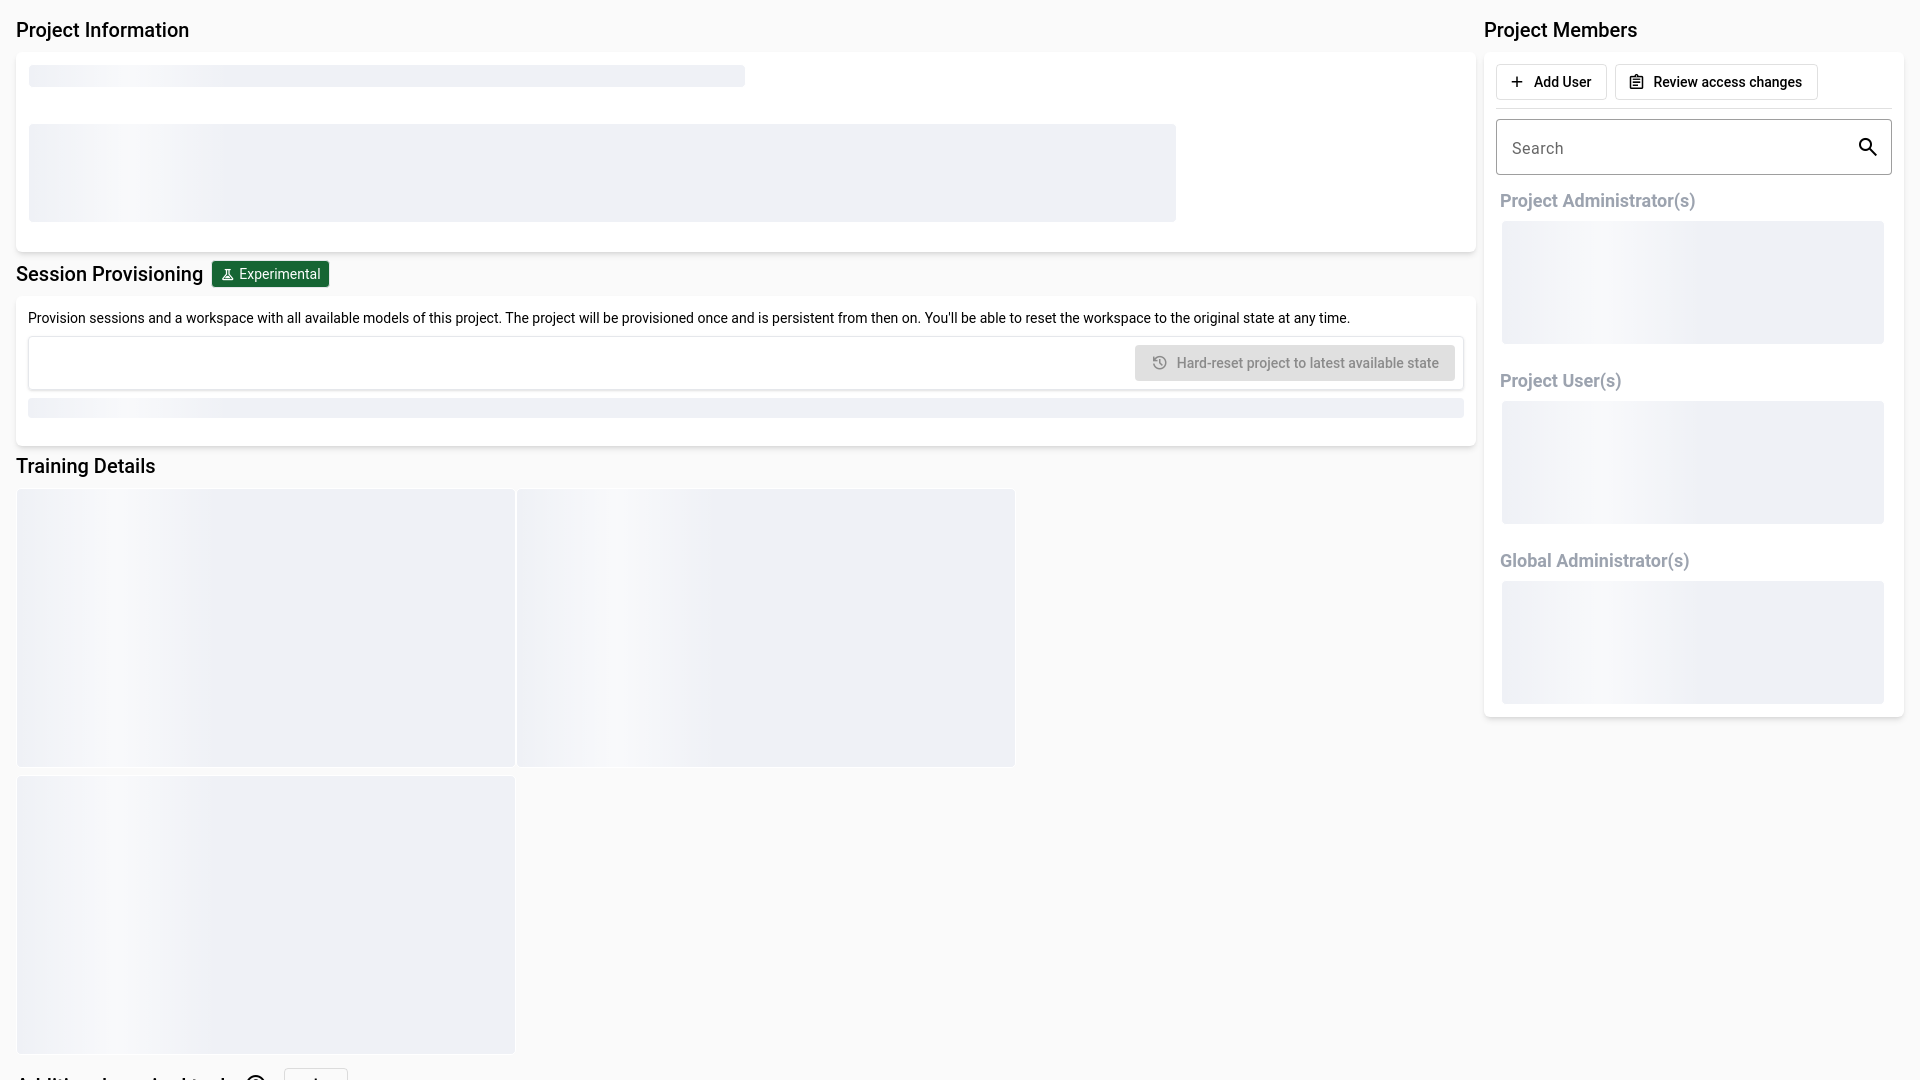 Project Information
Session Provisioning
Experimental
Provision sessions and a workspace with all available models of this project. The project will be provisioned once and is persistent from then on. You'll be able to reset the workspace to the original state at any time.
Hard-reset project to latest available state
Training Details
Project Members
Add User
Review access changes
Search
Project Administrator(s)
Project User(s)
Global Administrator(s)